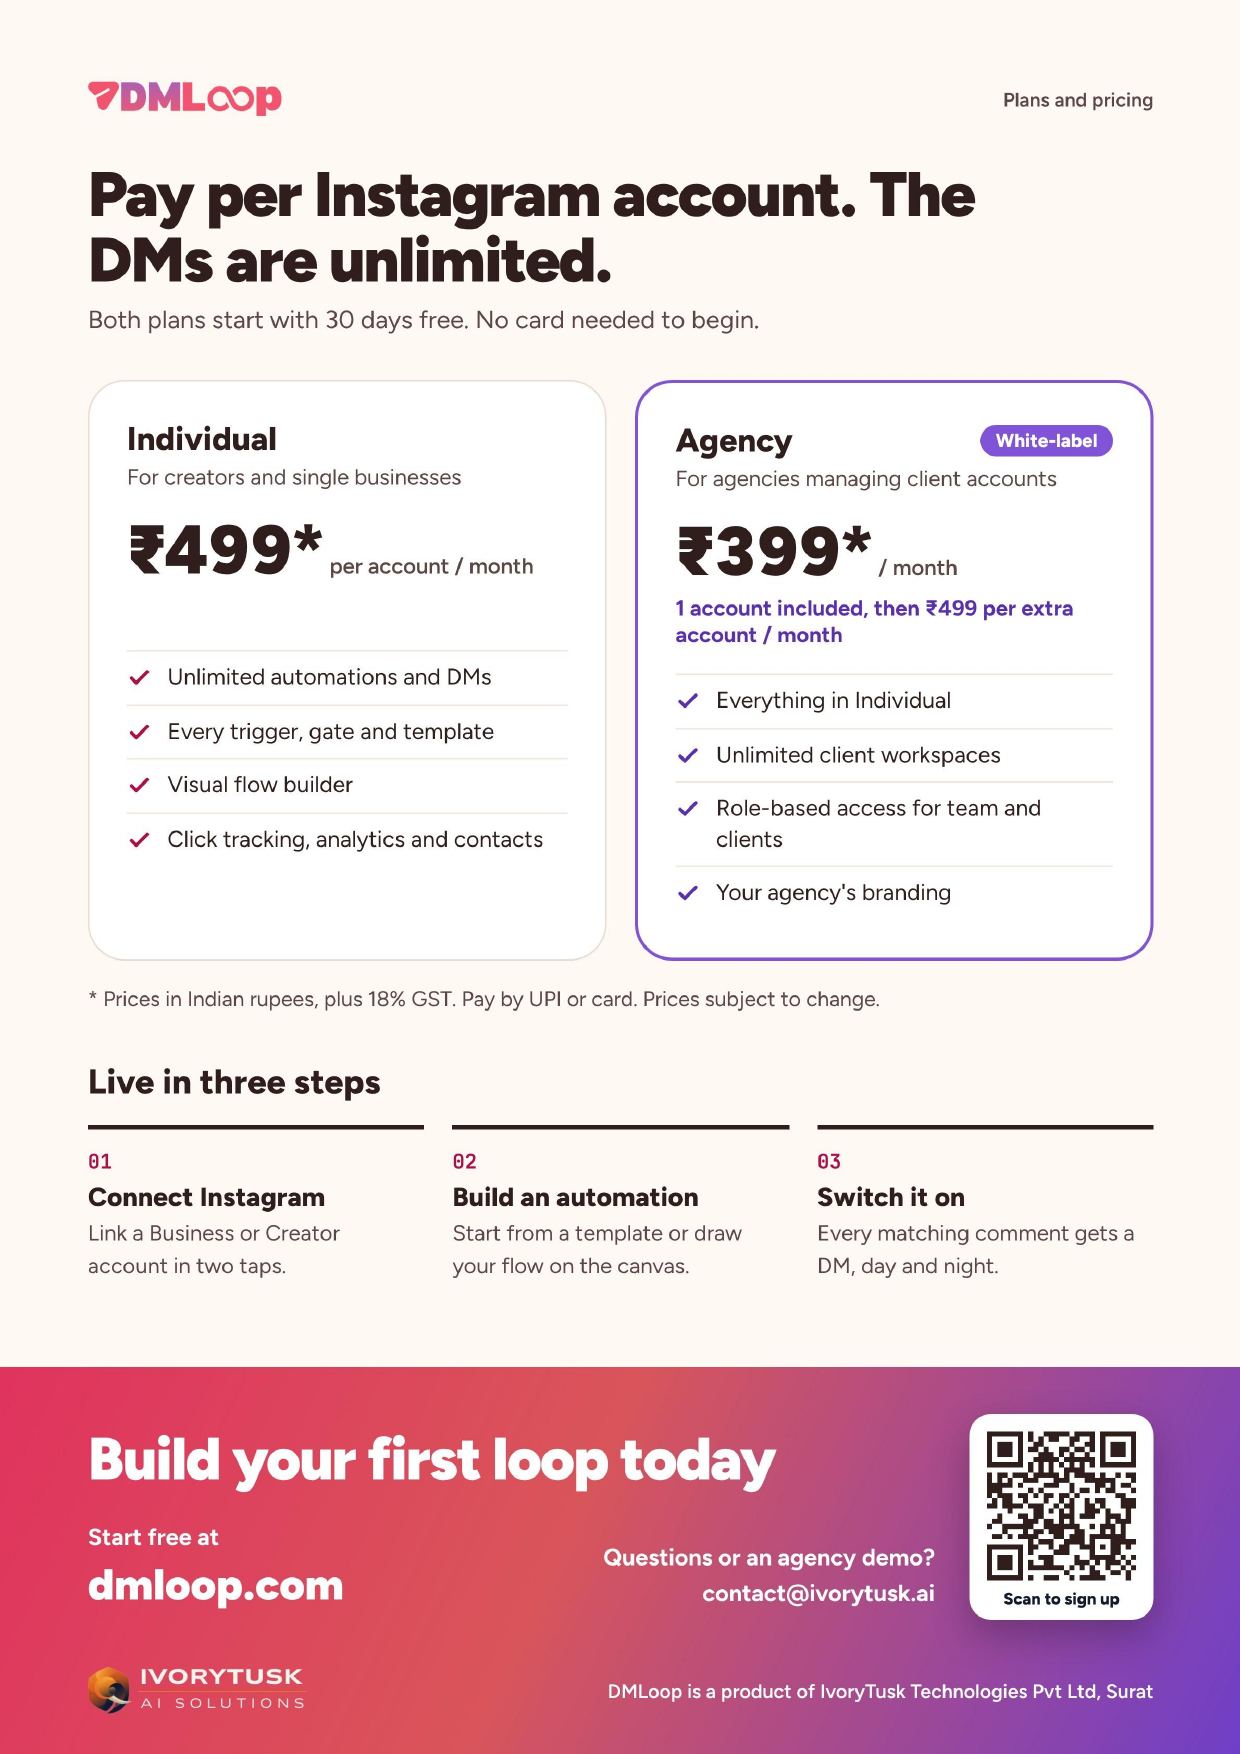 DMLoop
Plans and pricing
Pay per Instagram account. The
DMs are unlimited.
Both plans start with 30 days free. No card needed to begin.
Individual
For creators and single businesses
₹499* per account / month
Unlimited automations and DMs
Every trigger, gate and template
Visual flow builder
Click tracking, analytics and contacts
Agency
White-label
For agencies managing client accounts
₹399* / month
1 account included, then ₹499 per extra
account / month
Everything in Individual
Unlimited client workspaces
Role-based access for team and
clients
Your agency's branding
* Prices in Indian rupees, plus 18% GST. Pay by UPI or card. Prices subject to change.
Live in three steps
01
Connect Instagram
Link a Business or Creator
account in two taps.
02
Build an automation
Start from a template or draw
your flow on the canvas.
03
Switch it on
Every matching comment gets a
DM, day and night.
Build your first loop today
Start free at
dmloop.com
Questions or an agency demo?
contact@ivorytusk.ai
Scan to sign up
IVORYTUSK
AI SOLUTIONS
DMLoop is a product of IvoryTusk Technologies Pvt Ltd, Surat